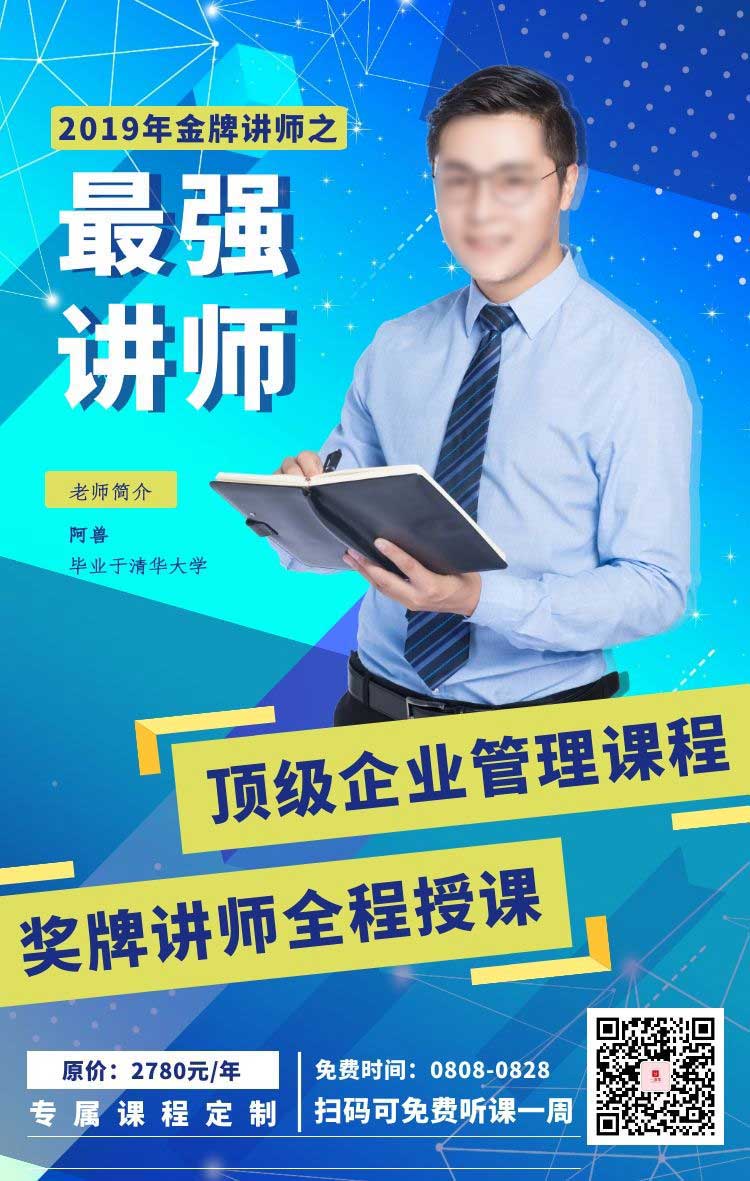 2019年金牌讲师之
最强
讲师
老师简介
阿兽
毕业于清华大学
顶级企业管理课程
奖牌讲师全程授课
原价：2780元/年
专属课程定制
免费时间：0808-0828
扫码可免费听课一周